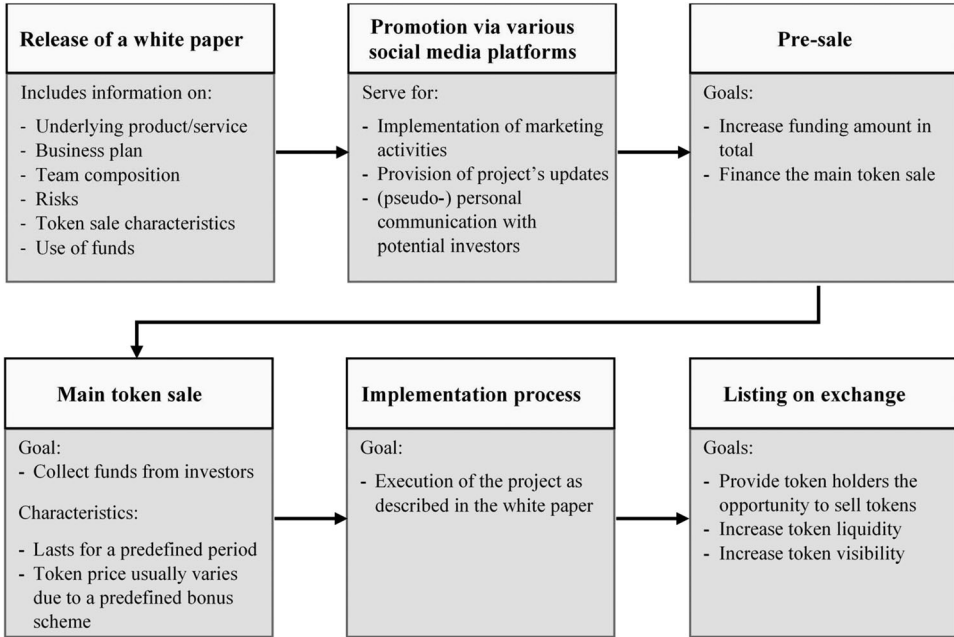 Release of a white paper
Includes information on:
- Underlying product/service
- Business plan
- Team composition
- Risks
- Token sale characteristics
- Use of funds
Promotion via various
social media platforms
Serve for:
- Implementation of marketing
activities
- Provision of project's updates
- (pseudo-) personal
communication with
potential investors
Pre-sale
Goals:
- Increase funding amount in
total
- Finance the main token sale
Main token sale
Goal:
- Collect funds from investors
Characteristics:
- Lasts for a predefined period
- Token price usually varies
due to a predefined bonus
scheme
Implementation process
Goal:
- Execution of the project as
described in the white paper
Listing on exchange
Goals:
- Provide token holders the
opportunity to sell tokens
- Increase token liquidity
- Increase token visibility